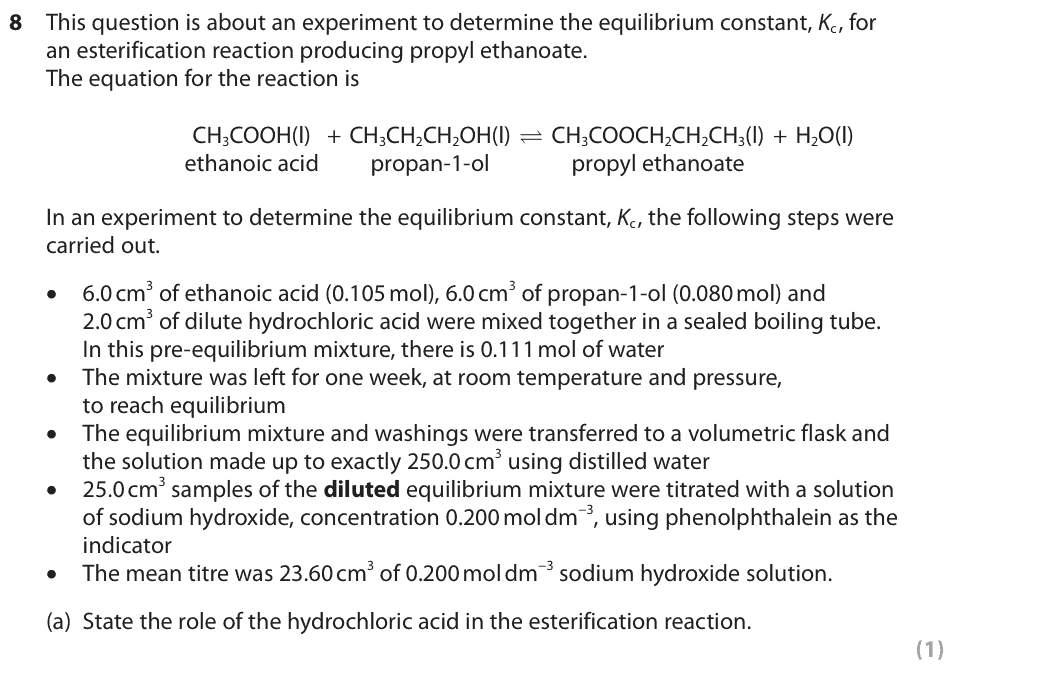 8 This question is about an experiment to determine the equilibrium constant, Kc, for
an esterification reaction producing propyl ethanoate.
The equation for the reaction is
CH₃COOH(l) + CH₃CH₂CH₂OH(l) ⇌ CH₃COOCH₂CH₂CH₃(l) + H₂O(l)
ethanoic acid propan-1-ol propyl ethanoate
In an experiment to determine the equilibrium constant, Kc, the following steps were
carried out.
• 6.0 cm³ of ethanoic acid (0.105 mol), 6.0 cm³ of propan-1-ol (0.080 mol) and
2.0 cm³ of dilute hydrochloric acid were mixed together in a sealed boiling tube.
In this pre-equilibrium mixture, there is 0.111 mol of water
• The mixture was left for one week, at room temperature and pressure,
to reach equilibrium
• The equilibrium mixture and washings were transferred to a volumetric flask and
the solution made up to exactly 250.0 cm³ using distilled water
• 25.0 cm³ samples of the diluted equilibrium mixture were titrated with a solution
of sodium hydroxide, concentration 0.200 mol dm⁻³, using phenolphthalein as the
indicator
• The mean titre was 23.60 cm³ of 0.200 mol dm⁻³ sodium hydroxide solution.
(a) State the role of the hydrochloric acid in the esterification reaction.
(1)